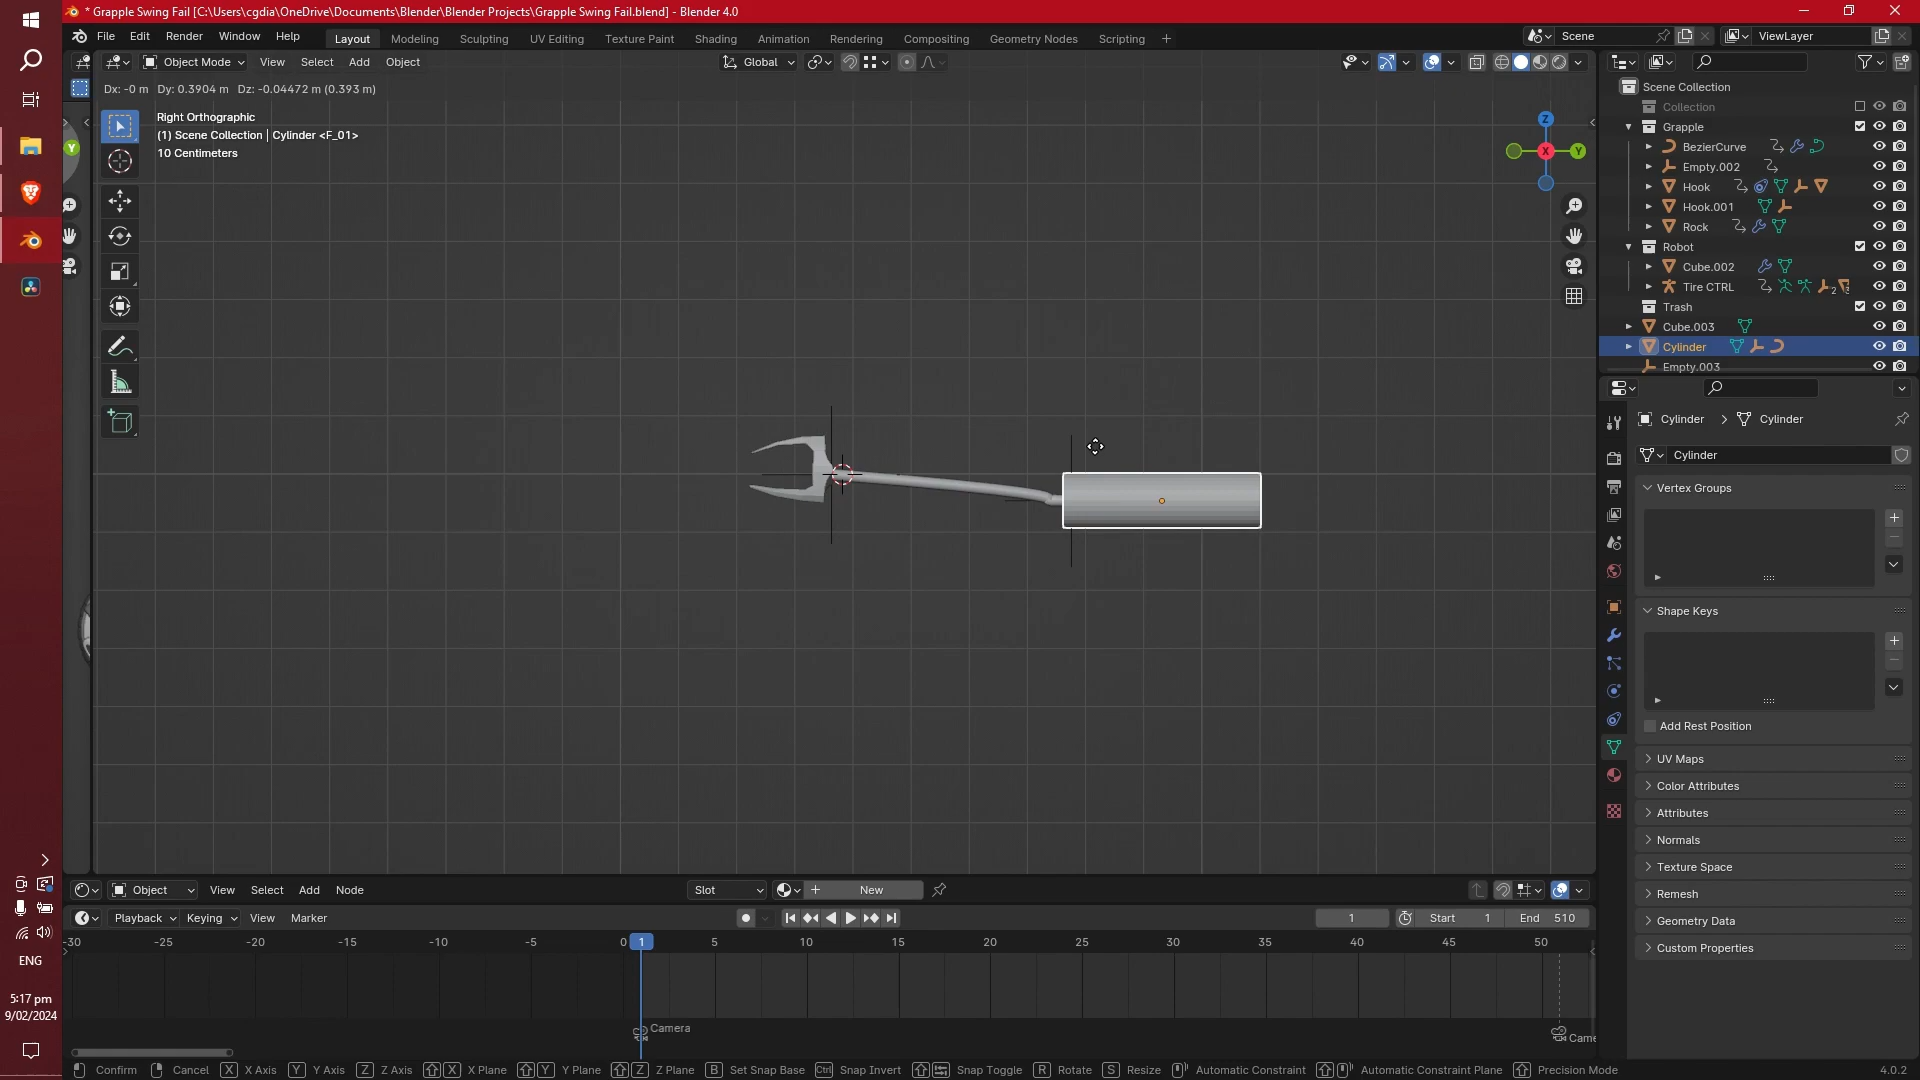 * Grapple Swing Fail [C:\Users\cgdia\OneDrive\Documents\Blender\Blender Projects\Grapple Swing Fail.blend] - Blender 4.0
File Edit Render Window Help Layout Modeling Sculpting UV Editing Texture Paint Shading Animation Rendering Compositing Geometry Nodes Scripting + Scene ViewLayer
Object Mode View Select Add Object Global
Dx: -0 m Dy: 0.3904 m Dz: -0.04472 m (0.393 m)
Right Orthographic
(1) Scene Collection | Cylinder <F_01>
10 Centimeters
Z
X
Y
Y
Scene Collection
Collection
Grapple
BezierCurve
Empty.002
Hook
Hook.001
Rock
Robot
Cube.002
Tire CTRL
2
Trash
Cube.003
Cylinder
Empty.003
Cylinder > Cylinder
Cylinder
Vertex Groups
Shape Keys
Add Rest Position
UV Maps
Color Attributes
Attributes
Normals
Texture Space
Remesh
Geometry Data
Custom Properties
Object View Select Add Node Slot New
Playback Keying View Marker 1 Start 1 End 510
-30 -25 -20 -15 -10 -5 0 1 5 10 15 20 25 30 35 40 45 50
Camera
Came
ENG
5:17 pm
9/02/2024
Confirm Cancel X X Axis Y Y Axis Z Z Axis X X Plane Y Y Plane Z Z Plane B Set Snap Base Ctrl Snap Invert Snap Toggle R Rotate S Resize Automatic Constraint Automatic Constraint Plane Precision Mode 4.0.2